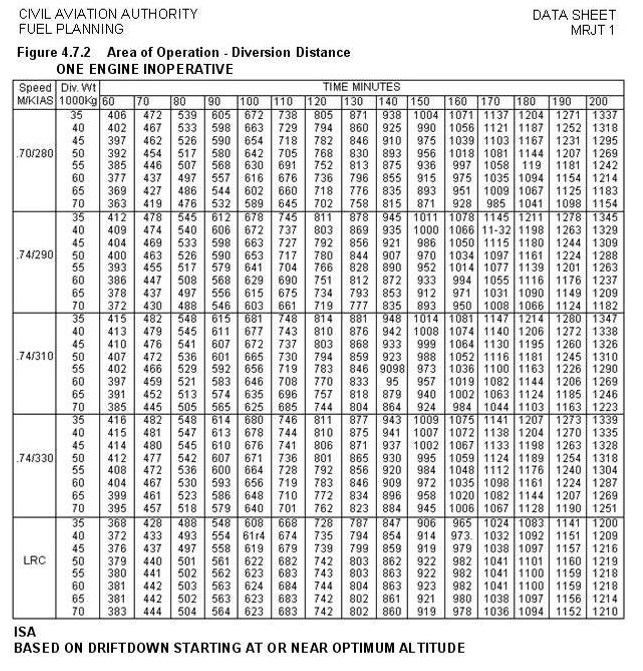 CIVIL AVIATION AUTHORITY DATA SHEET
FUEL PLANNING MRJT 1
Figure 4.7.2 Area of Operation - Diversion Distance
ONE ENGINE INOPERATIVE
Speed Div. Wt TIME MINUTES
M/KIAS 1000Kg 60 70 80 90 100 110 120 130 140 150 160 170 180 190 200
35 406 472 539 605 672 738 805 871 938 1004 1071 1137 1204 1271 1337
40 402 467 533 598 663 729 794 860 925 990 1056 1121 1187 1252 1318
45 397 462 526 590 654 718 782 846 910 975 1039 1103 1167 1231 1295
.70/280 50 392 454 517 580 642 705 768 830 893 956 1018 1081 1144 1207 1269
55 385 446 507 568 630 691 752 813 875 936 997 1058 119 1181 1242
60 377 437 497 557 616 676 736 796 855 915 975 1035 1094 1154 1214
65 369 427 486 544 602 660 718 776 835 893 951 1009 1067 1125 1183
70 363 419 476 532 589 645 702 758 815 871 928 985 1041 1098 1154
35 412 478 545 612 678 745 811 878 945 1011 1078 1145 1211 1278 1345
40 409 474 540 606 672 737 803 869 935 1000 1066 11-32 1198 1263 1329
45 404 469 533 598 663 727 792 856 921 986 1050 1115 1180 1244 1309
.74/290 50 400 463 526 590 653 717 780 844 907 970 1034 1097 1161 1224 1288
55 393 455 517 579 641 704 766 828 890 952 1014 1077 1139 1201 1263
60 386 447 508 568 629 690 751 812 872 933 994 1055 1116 1176 1237
65 378 437 497 556 615 675 734 793 853 912 971 1031 1090 1149 1209
70 372 430 488 546 603 661 719 777 835 893 950 1008 1066 1124 1182
35 415 482 548 615 681 748 814 881 948 1014 1081 1147 1214 1280 1347
40 413 479 545 611 677 743 810 876 942 1008 1074 1140 1206 1272 1338
45 410 476 541 607 672 737 803 868 933 999 1064 1130 1195 1260 1326
.74/310 50 407 472 536 601 665 730 794 859 923 988 1052 1116 1181 1245 1310
55 402 466 529 592 656 719 783 846 9098 973 1036 1100 1163 1226 1290
60 397 459 521 583 646 708 770 833 95 957 1019 1082 1144 1206 1269
65 391 452 513 574 635 696 757 818 879 940 1002 1063 1124 1185 1246
70 385 445 505 565 625 685 744 804 864 924 984 1044 1103 1163 1223
35 416 482 548 614 680 746 811 877 943 1009 1075 1141 1207 1273 1339
40 415 481 547 613 678 744 810 875 941 1007 1072 1138 1204 1270 1335
45 414 480 545 610 676 741 806 871 937 1002 1067 1133 1198 1263 1328
.74/330 50 412 477 542 607 671 736 801 865 930 995 1059 1124 1189 1254 1318
55 408 472 536 600 664 728 792 856 920 984 1048 1112 1176 1240 1304
60 404 467 530 593 656 719 783 846 909 972 1035 1098 1161 1224 1287
65 399 461 523 586 648 710 772 834 896 958 1020 1082 1144 1207 1269
70 395 457 518 579 640 701 762 823 884 945 1006 1067 1128 1190 1251
35 368 428 488 548 608 668 728 787 847 906 965 1024 1083 1141 1200
40 372 433 493 554 61r4 674 735 794 854 914 973. 1032 1092 1151 1209
45 376 437 497 558 619 679 739 799 859 919 979 1038 1097 1157 1216
LRC 50 379 440 501 561 622 682 742 803 862 922 982 1041 1101 1160 1219
55 380 441 502 562 623 683 743 803 863 922 982 1041 1100 1159 1218
60 381 442 503 563 624 684 744 804 863 923 982 1041 1100 1159 1218
65 381 442 502 563 623 683 742 802 861 921 980 1038 1097 1156 1214
70 383 444 504 564 623 683 742 802 860 919 978 1036 1094 1152 1210
ISA
BASED ON DRIFTDOWN STARTING AT OR NEAR OPTIMUM ALTITUDE